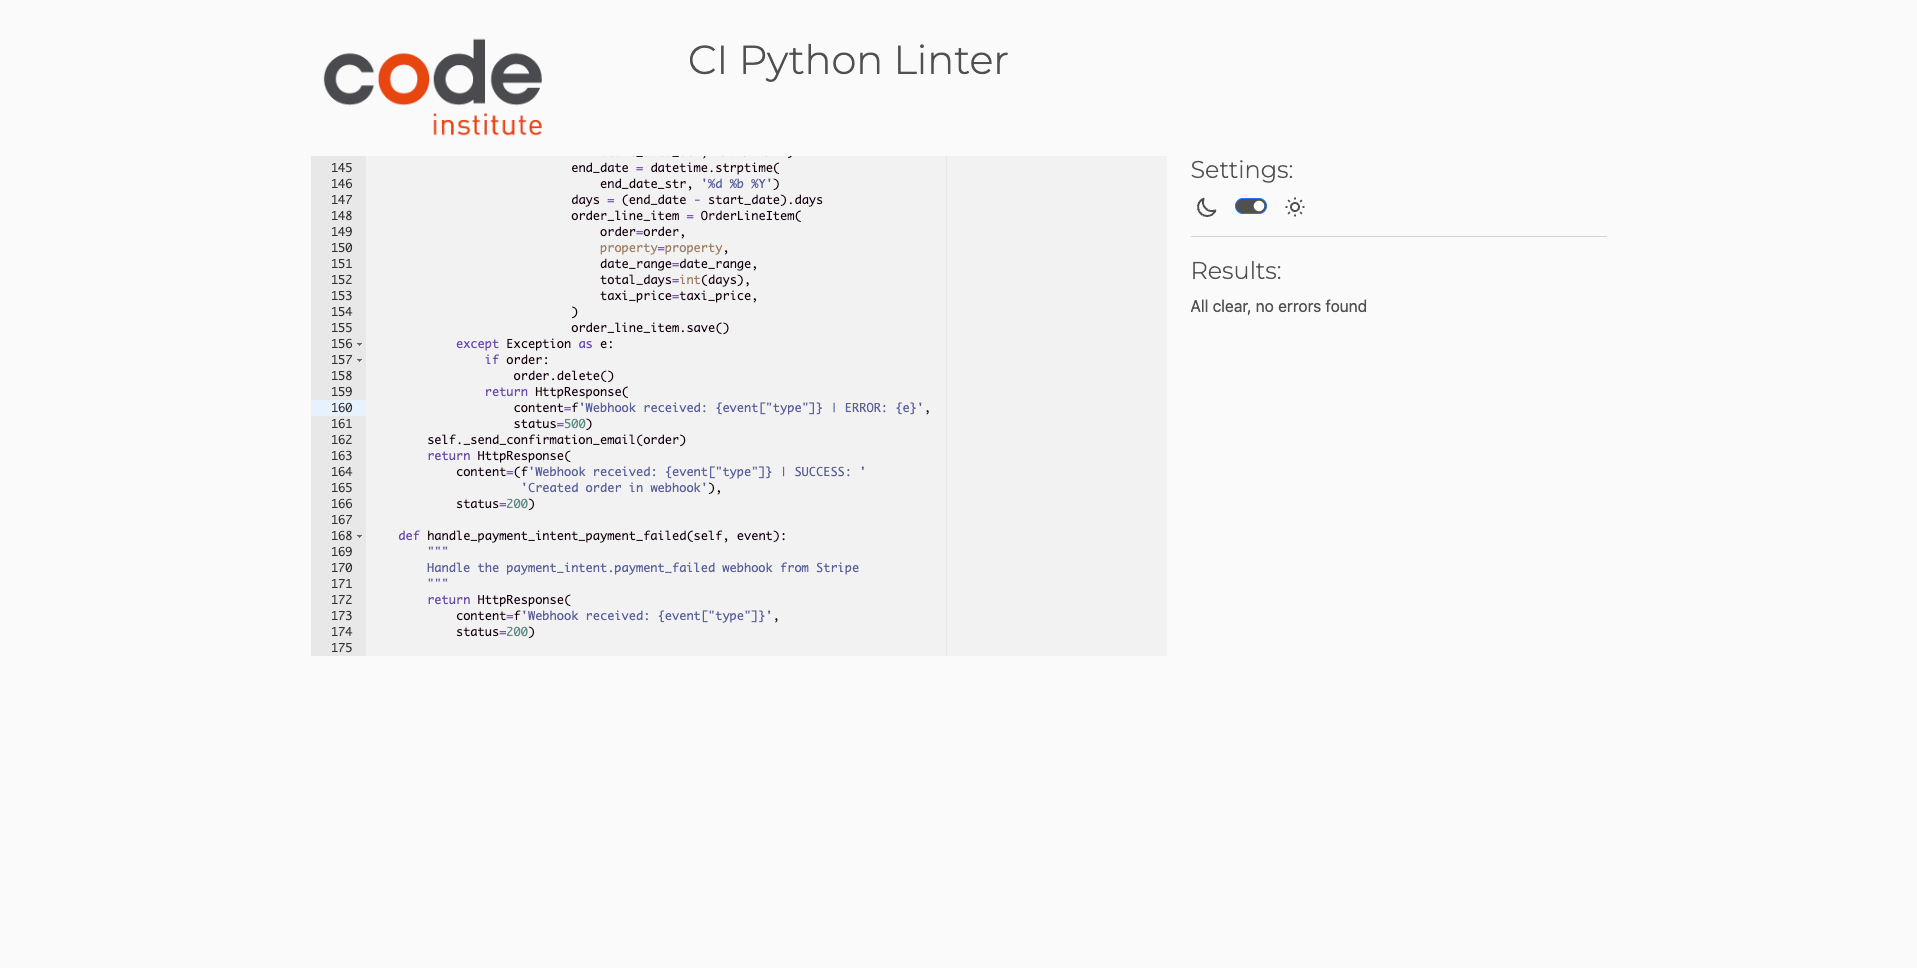 code
institute
CI Python Linter
145 end_date = datetime.strptime(
146 end_date_str, '%d %b %Y')
147 days = (end_date - start_date).days
148 order_line_item = OrderLineItem(
149 order=order,
150 property=property,
151 date_range=date_range,
152 total_days=int(days),
153 taxi_price=taxi_price,
154 )
155 order_line_item.save()
156 except Exception as e:
157 if order:
158 order.delete()
159 return HttpResponse(
160 content=f'Webhook received: {event["type"]} | ERROR: {e}',
161 status=500)
162 self._send_confirmation_email(order)
163 return HttpResponse(
164 content=(f'Webhook received: {event["type"]} | SUCCESS: '
165 'Created order in webhook'),
166 status=200)
167
168 def handle_payment_intent_payment_failed(self, event):
169 """
170 Handle the payment_intent.payment_failed webhook from Stripe
171 """
172 return HttpResponse(
173 content=f'Webhook received: {event["type"]}',
174 status=200)
175
Settings:
Results:
All clear, no errors found